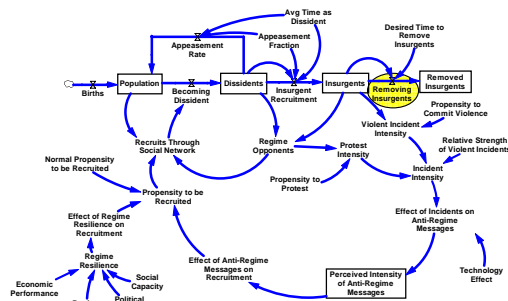 Avg Time as
Dissident
Desired Time to
Remove
Insurgents
Appeasement
Rate
Appeasement
Fraction
Births
Population
Becoming
Dissident
Dissidents
Insurgent
Recruitment
Insurgents
Removing
Insurgents
Removed
Insurgents
Propensity to
Commit Violence
Violent Incident
Intensity
Recruits Through
Social Network
Regime
Opponents
Protest
Intensity
Relative Strength
of Violent Incidents
Normal Propensity
to be Recruited
Propensity to
Protest
Incident
Intensity
Propensity to be
Recruited
Effect of Regime
Resilience on
Recruitment
Effect of Incidents on
Anti-Regime
Messages
Regime
Resilience
Effect of Anti-Regime
Messages on
Recruitment
Economic
Performance
Social
Capacity
Political
Perceived Intensity
of Anti-Regime
Messages
Technology
Effect